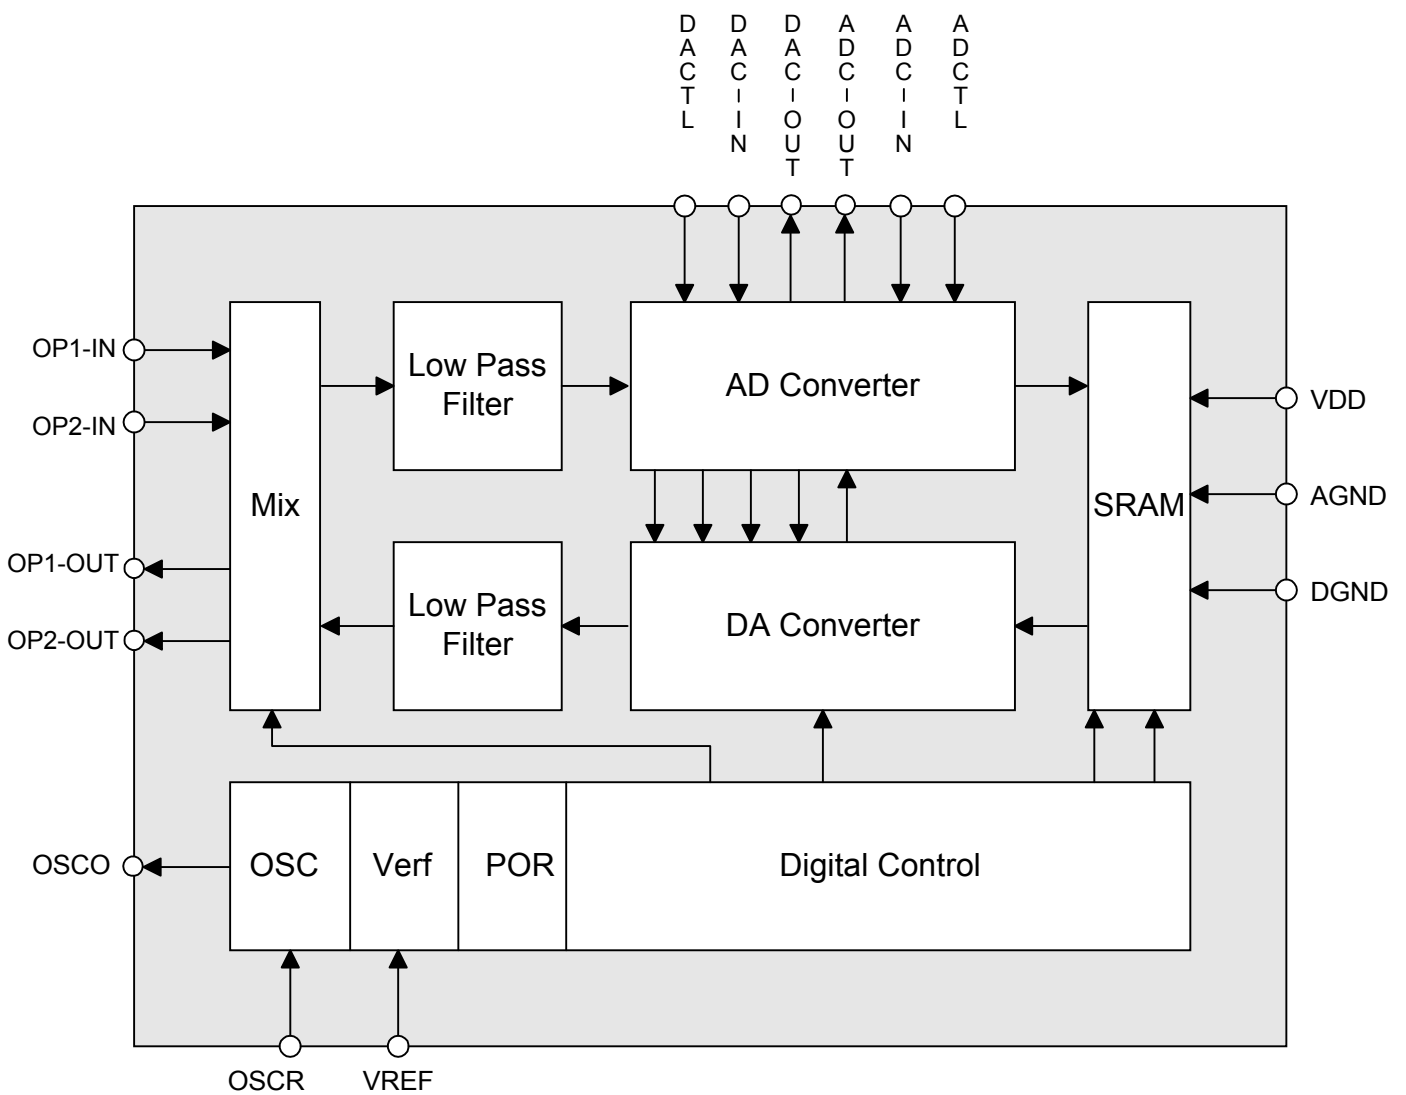 DACTL
DAC-IN
DAC-OUT
ADC-OUT
ADC-IN
ADCTL
OP1-IN
OP2-IN
OP1-OUT
OP2-OUT
OSCO
Mix
Low Pass
Filter
AD Converter
SRAM
Low Pass
Filter
DA Converter
VDD
AGND
DGND
OSC
Verf
POR
Digital Control
OSCR
VREF